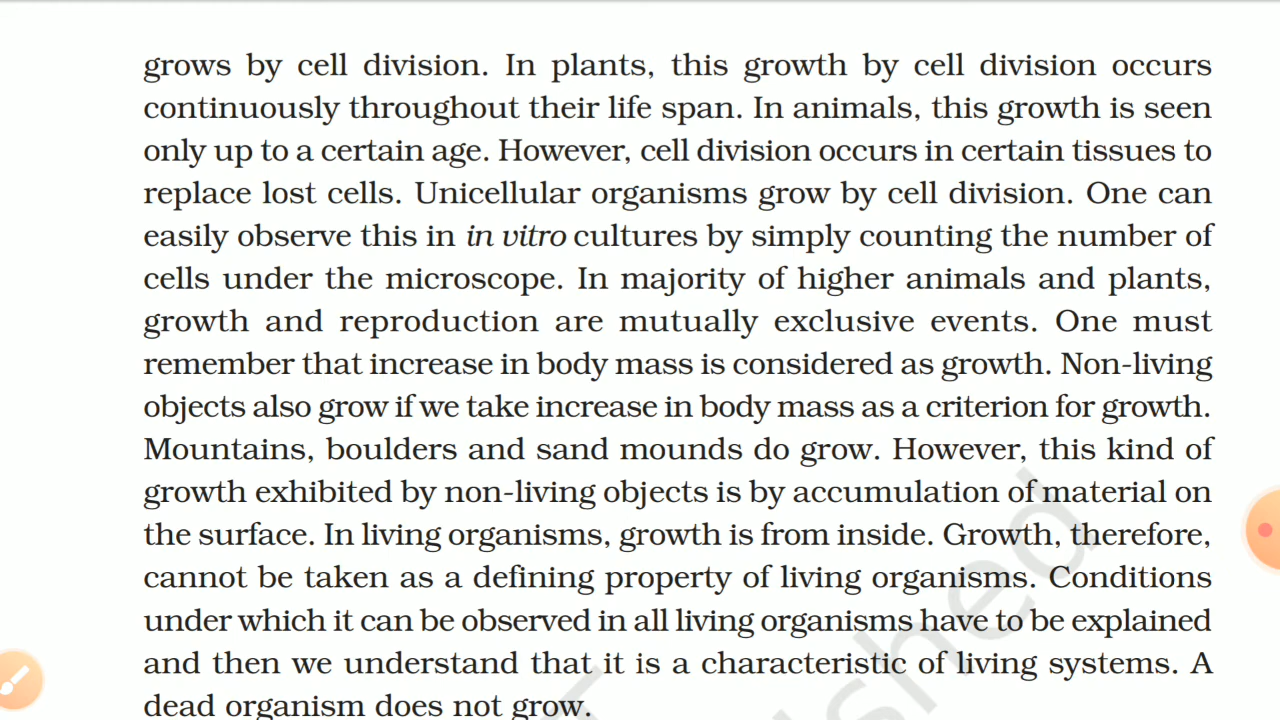 grows by cell division. In plants, this growth by cell division occurs
continuously throughout their life span. In animals, this growth is seen
only up to a certain age. However, cell division occurs in certain tissues to
replace lost cells. Unicellular organisms grow by cell division. One can
easily observe this in in vitro cultures by simply counting the number of
cells under the microscope. In majority of higher animals and plants,
growth and reproduction are mutually exclusive events. One must
remember that increase in body mass is considered as growth. Non-living
objects also grow if we take increase in body mass as a criterion for growth.
Mountains, boulders and sand mounds do grow. However, this kind of
growth exhibited by non-living objects is by accumulation of material on
the surface. In living organisms, growth is from inside. Growth, therefore,
cannot be taken as a defining property of living organisms. Conditions
under which it can be observed in all living organisms have to be explained
and then we understand that it is a characteristic of living systems. A
dead organism does not grow.